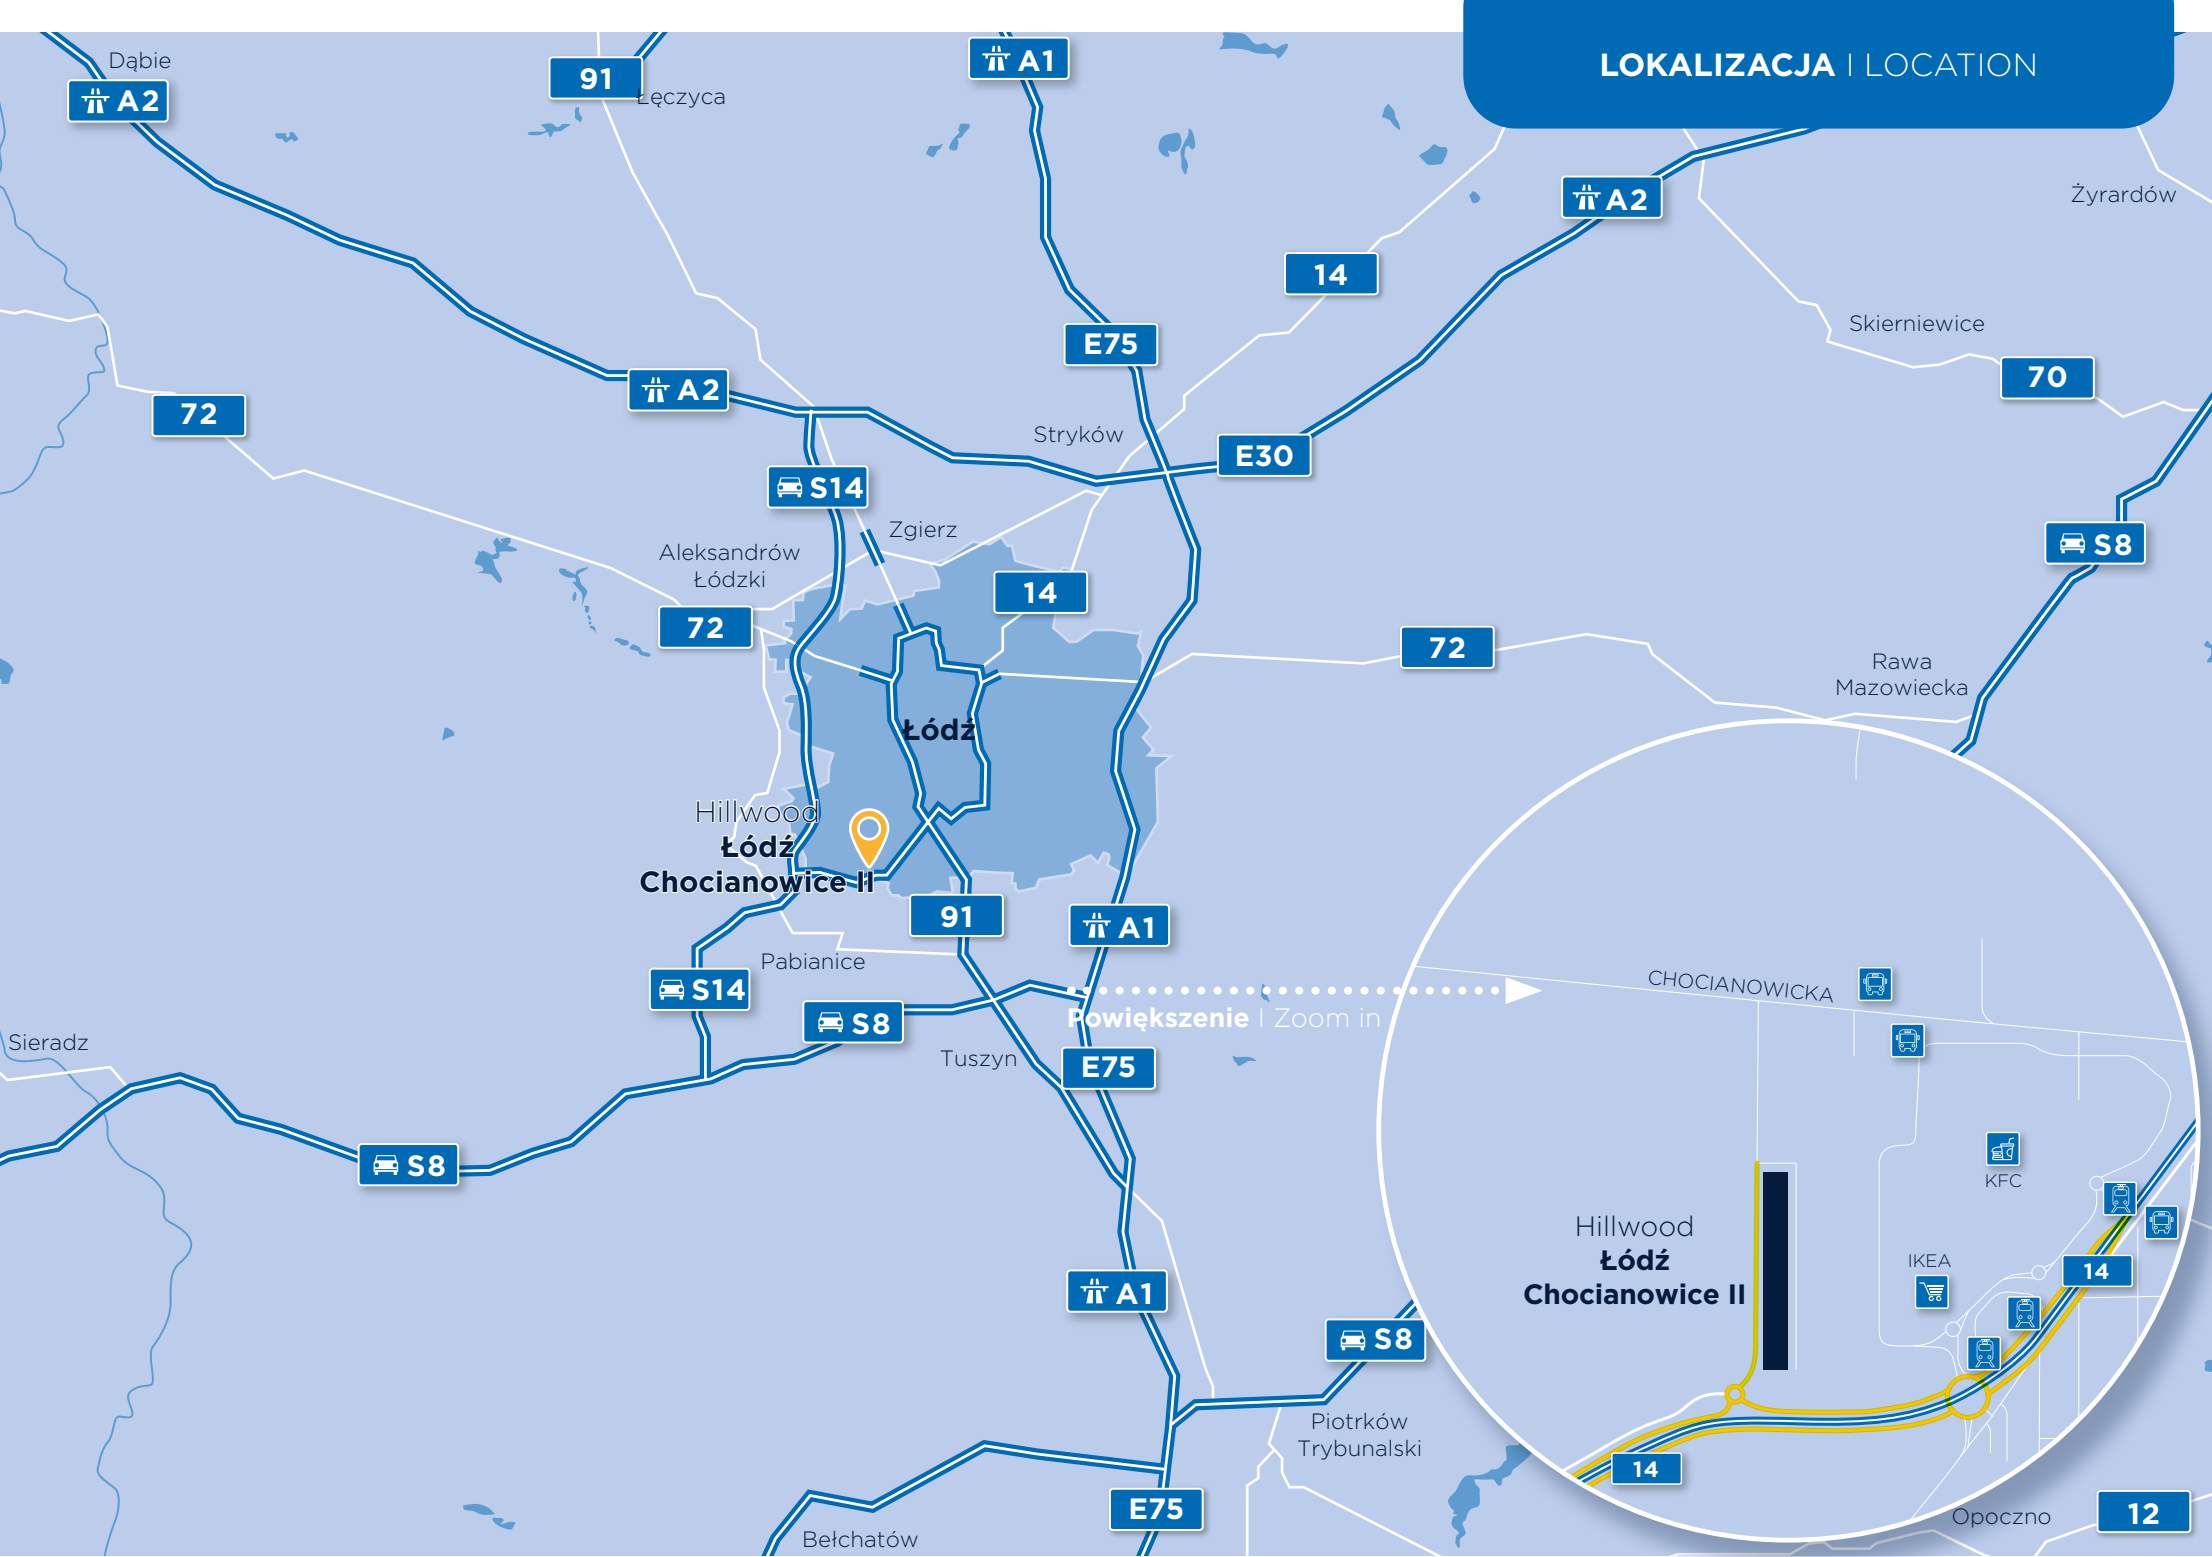 LOKALIZACJA | LOCATION
Dąbie
A2
91
Łęczyca
A1
A2
Żyrardów
14
Skierniewice
E75
70
A2
72
Stryków
E30
S14
Zgierz
S8
Aleksandrów
Łódzki
14
72
72
Rawa
Mazowiecka
Łódź
Hillwood
Łódź
Chocianowice II
91
A1
Pabianice
S14
S8
Powiększenie | Zoom in
CHOCIANOWICKA
Sieradz
Tuszyn
E75
S8
KFC
Hillwood
Łódź
Chocianowice II
IKEA
14
A1
S8
Piotrków
Trybunalski
14
E75
Opoczno
12
Bełchatów